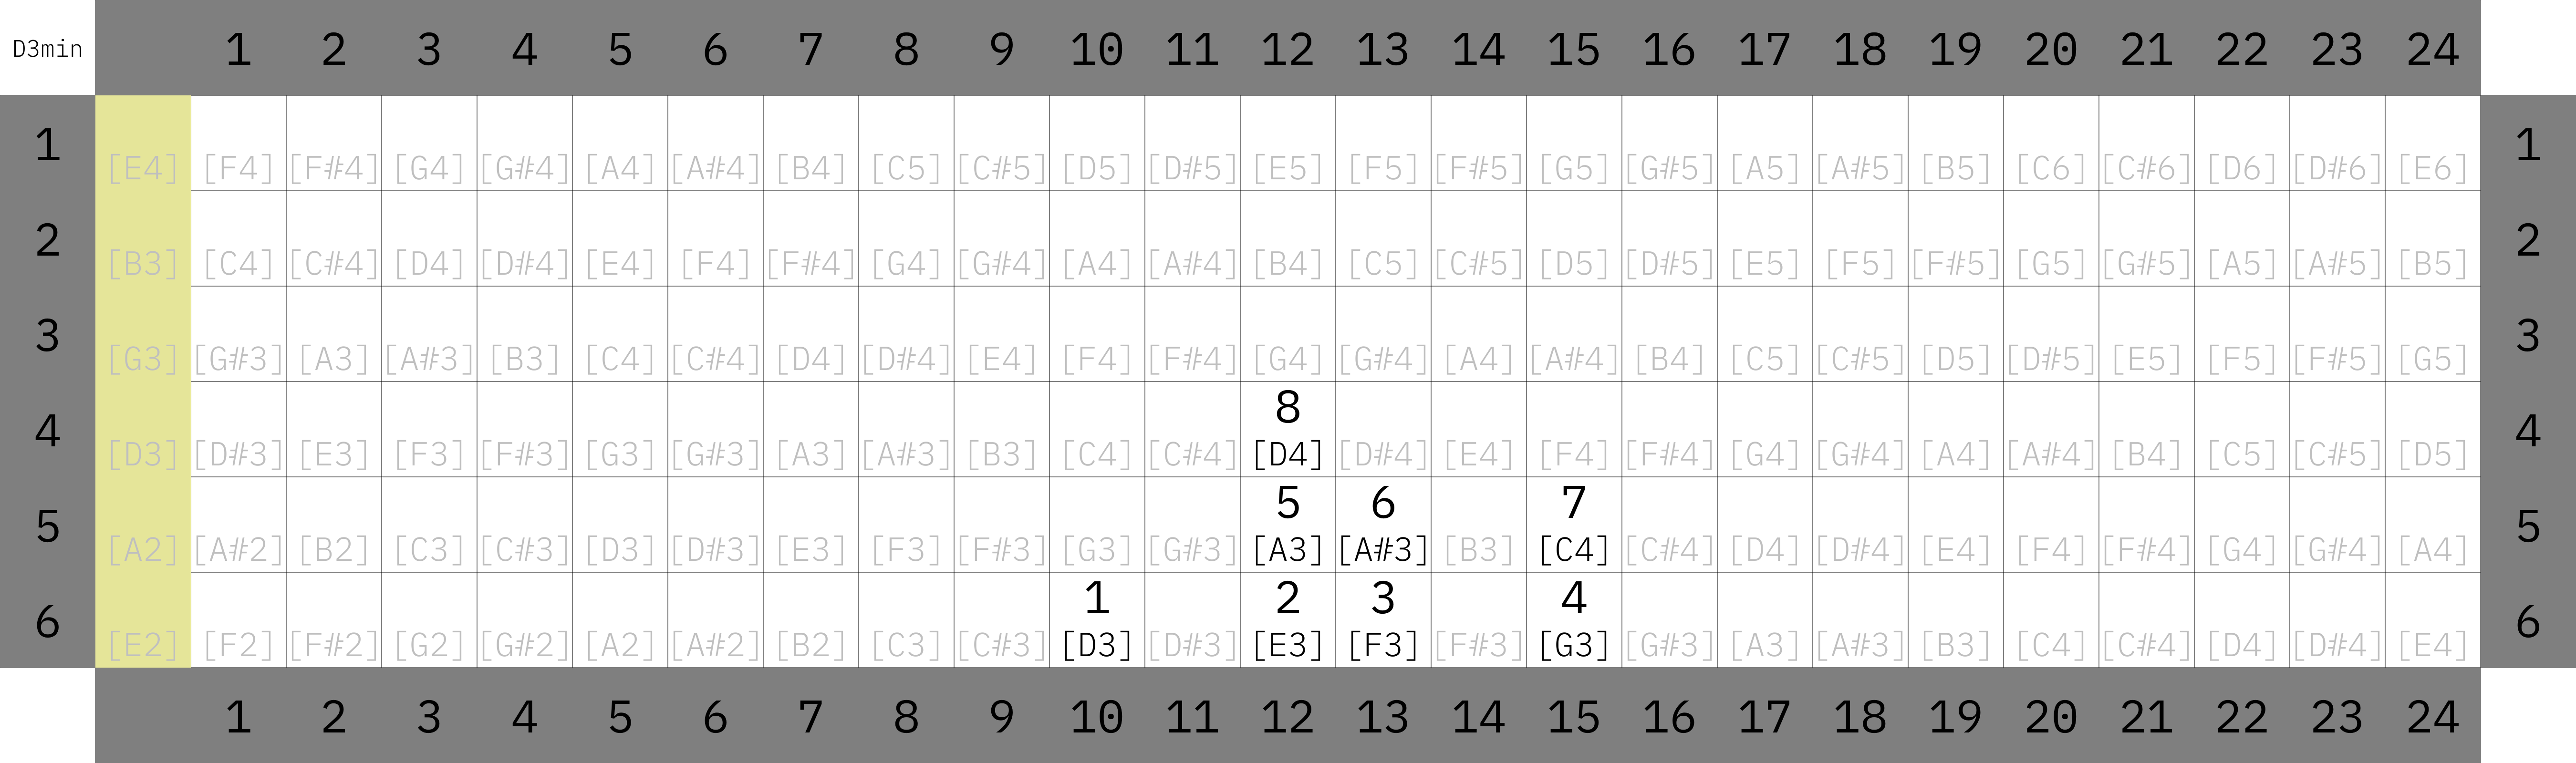 D3min 1 2 3 4 5 6 7 8 9 10 11 12 13 14 15 16 17 18 19 20 21 22 23 24
1 [E4] [F4] [F#4] [G4] [G#4] [A4] [A#4] [B4] [C5] [C#5] [D5] [D#5] [E5] [F5] [F#5] [G5] [G#5] [A5] [A#5] [B5] [C6] [C#6] [D6] [D#6] [E6] 1
2 [B3] [C4] [C#4] [D4] [D#4] [E4] [F4] [F#4] [G4] [G#4] [A4] [A#4] [B4] [C5] [C#5] [D5] [D#5] [E5] [F5] [F#5] [G5] [G#5] [A5] [A#5] [B5] 2
3 [G3] [G#3] [A3] [A#3] [B3] [C4] [C#4] [D4] [D#4] [E4] [F4] [F#4] [G4] [G#4] [A4] [A#4] [B4] [C5] [C#5] [D5] [D#5] [E5] [F5] [F#5] [G5] 3
8
4 [D3] [D#3] [E3] [F3] [F#3] [G3] [G#3] [A3] [A#3] [B3] [C4] [C#4] [D4] [D#4] [E4] [F4] [F#4] [G4] [G#4] [A4] [A#4] [B4] [C5] [C#5] [D5] 4
5 6 7
5 [A2] [A#2] [B2] [C3] [C#3] [D3] [D#3] [E3] [F3] [F#3] [G3] [G#3] [A3] [A#3] [B3] [C4] [C#4] [D4] [D#4] [E4] [F4] [F#4] [G4] [G#4] [A4] 5
1 2 3 4
6 [E2] [F2] [F#2] [G2] [G#2] [A2] [A#2] [B2] [C3] [C#3] [D3] [D#3] [E3] [F3] [F#3] [G3] [G#3] [A3] [A#3] [B3] [C4] [C#4] [D4] [D#4] [E4] 6
1 2 3 4 5 6 7 8 9 10 11 12 13 14 15 16 17 18 19 20 21 22 23 24